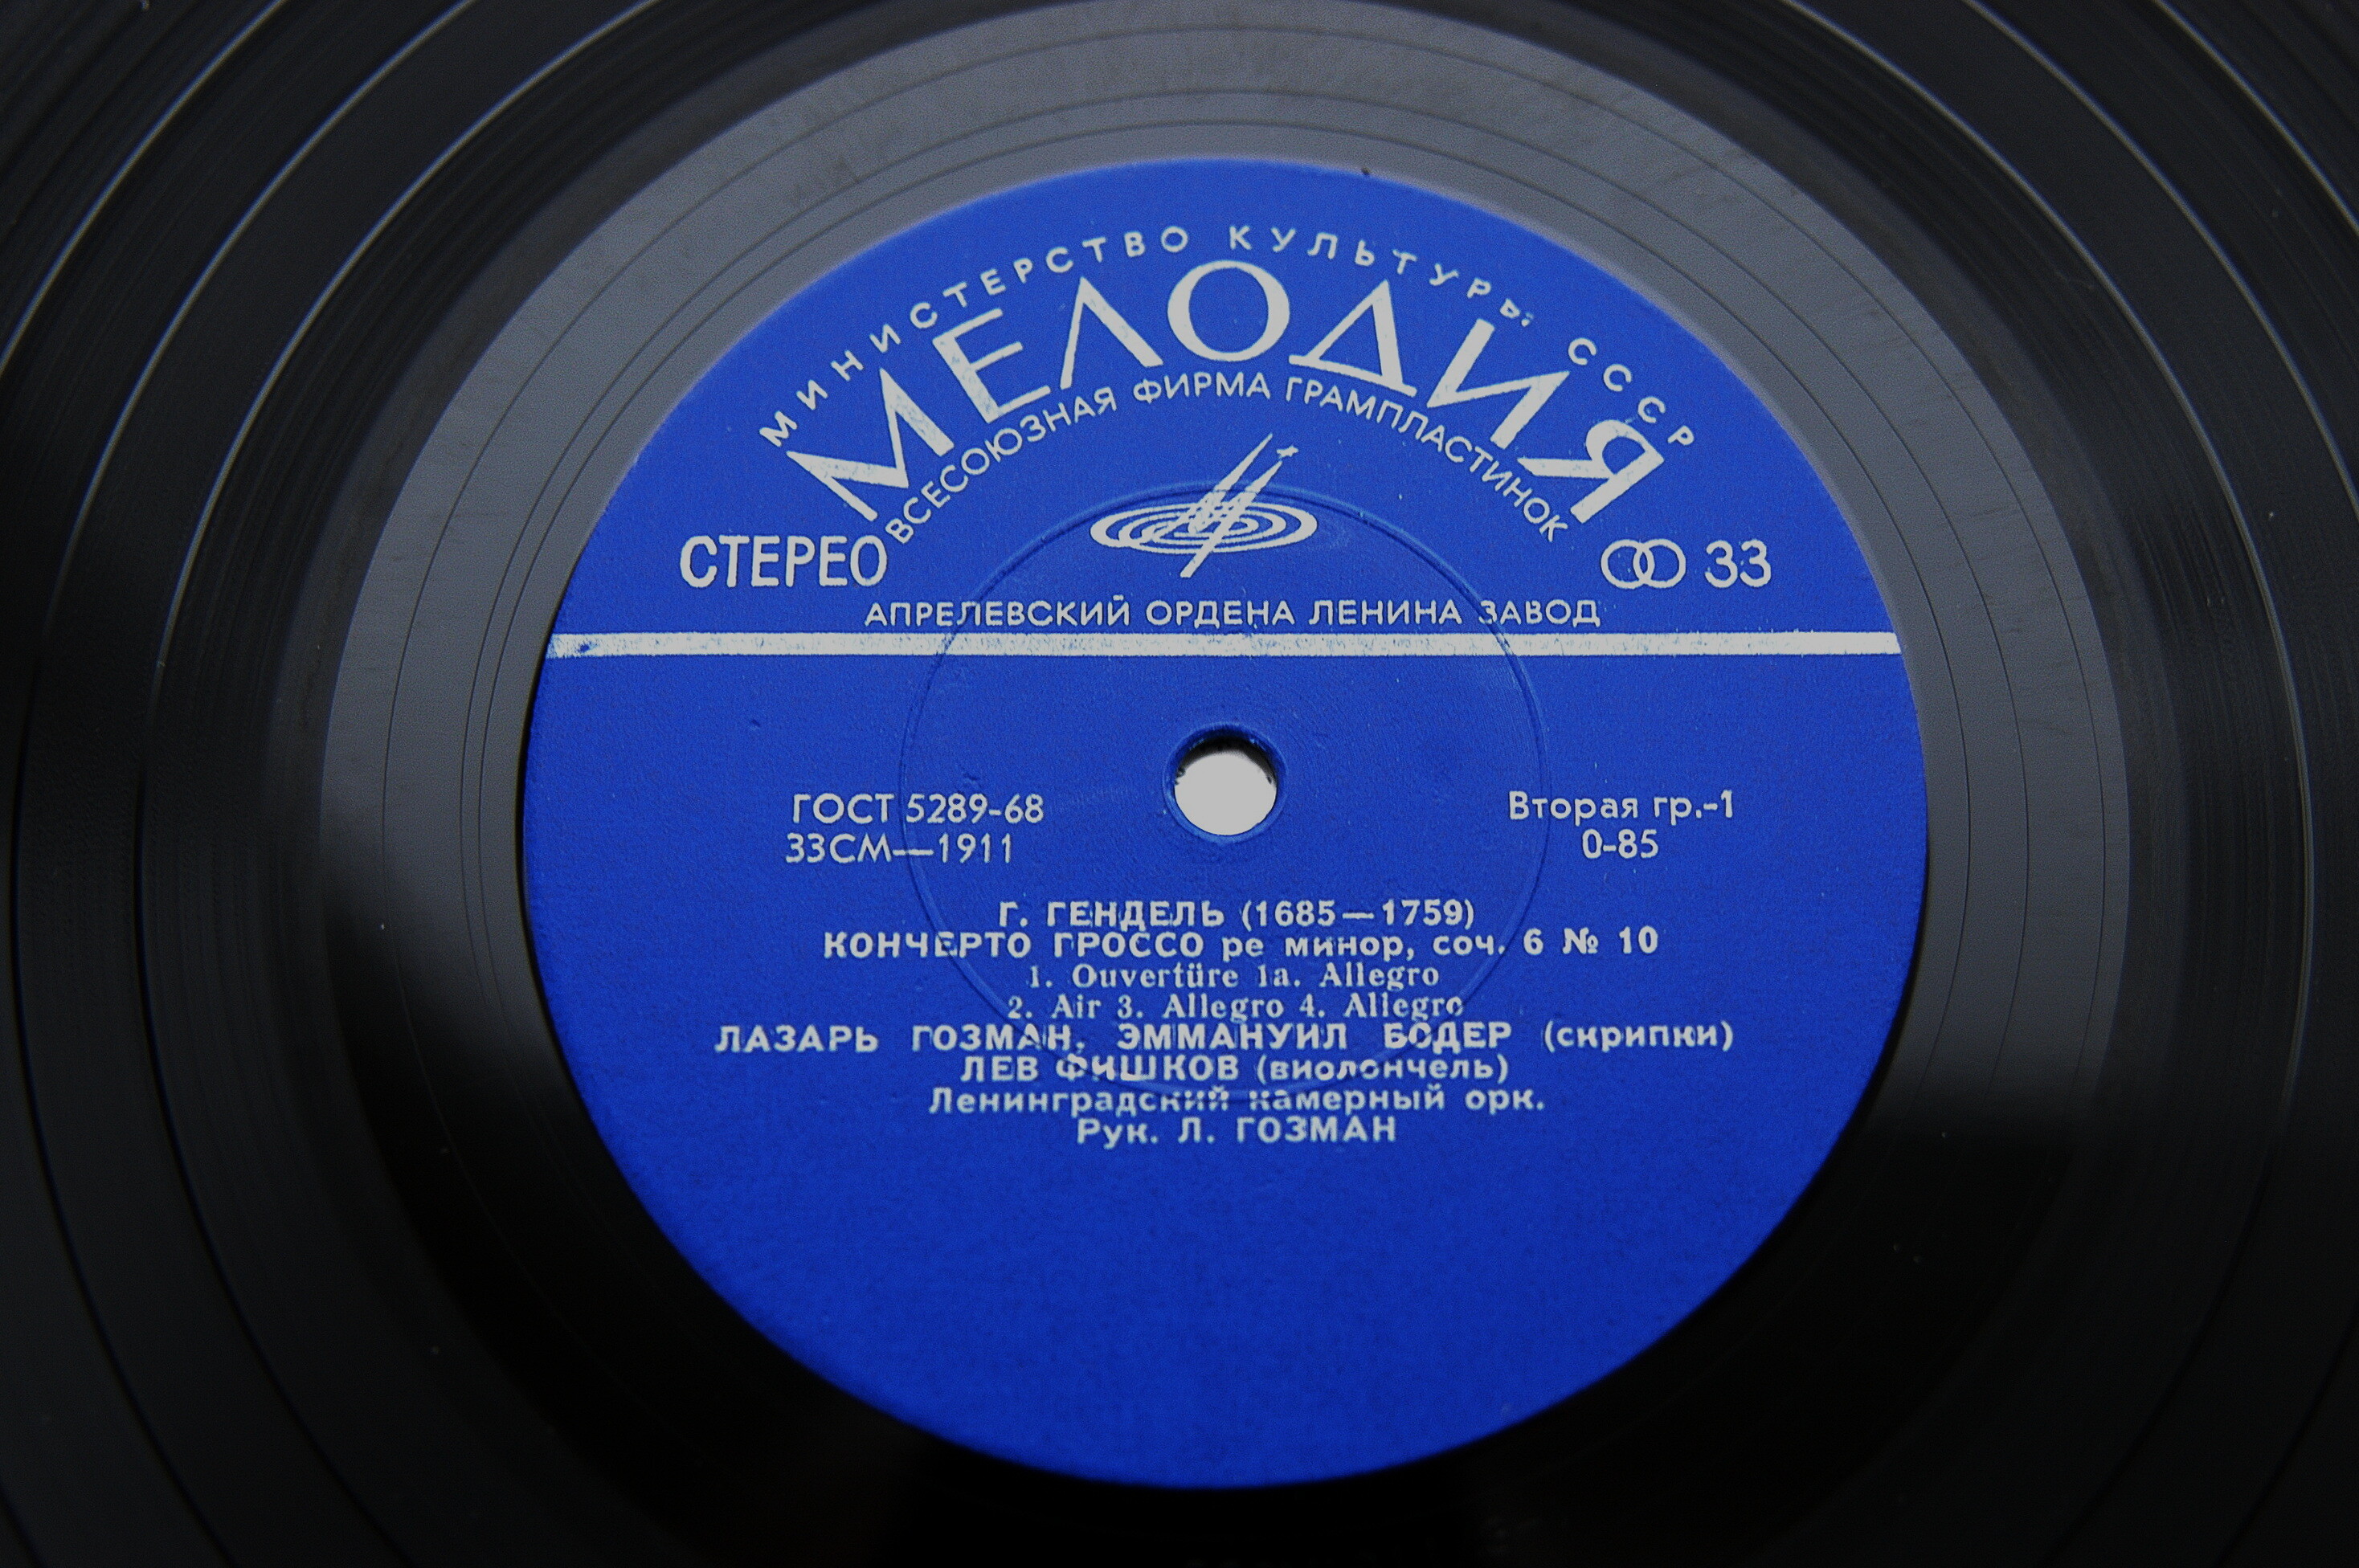 МИНИСТЕРСТВО КУЛЬТУРЫ СССР
МЕЛОДИЯ
ВСЕСОЮЗНАЯ ФИРМА ГРАМПЛАСТИНОК
СТЕРЕО
33
АПРЕЛЕВСКИЙ ОРДЕНА ЛЕНИНА ЗАВОД
ГОСТ 5289-68
33СМ—1911
Вторая гр.-1
0-85
Г. ГЕНДЕЛЬ (1685—1759)
КОНЧЕРТО ГРОССО ре минор, соч. 6 № 10
1. Ouvertüre 1a. Allegro
2. Air 3. Allegro 4. Allegro
ЛАЗАРЬ ГОЗМАН, ЭММАНУИЛ БОДЕР (скрипки)
ЛЕВ ФИШКОВ (виолончель)
Ленинградский камерный орк.
Рук. Л. ГОЗМАН